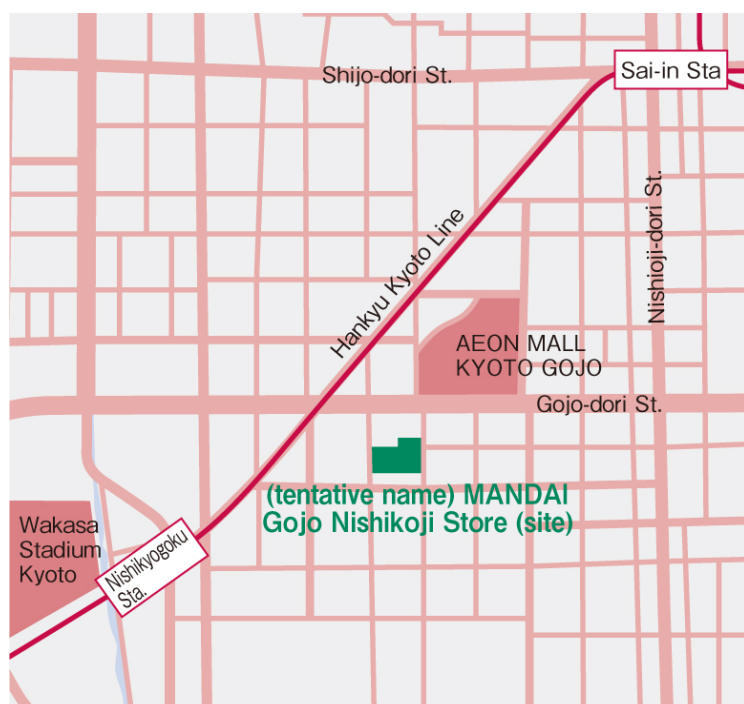 Shijo-dori St.
Sai-in Sta
Nishioji-dori St.
Hankyu Kyoto Line
AEON MALL
KYOTO GOJO
Gojo-dori St.
(tentative name) MANDAI
Gojo Nishikoji Store (site)
Wakasa
Stadium
Kyoto
Nishikyogoku
Sta.